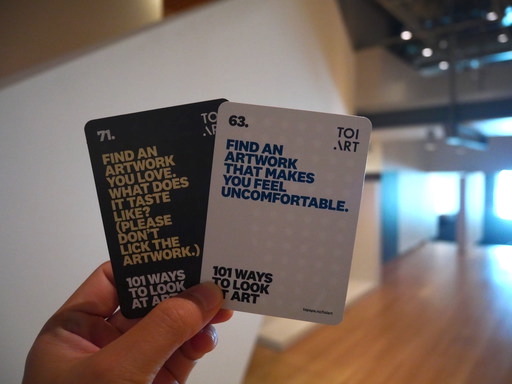 71.
TOI
.\RT
FIND AN
ARTWORK
YOU LOVE.
WHAT DOES
IT TASTE
LIKE?
(PLEASE
DON'T
LICK THE
ARTWORK.)
101 WAYS
TO LOOK
AT ART
63.
TOI
.\RT
FIND AN
ARTWORK
THAT MAKES
YOU FEEL
UNCOMFORTABLE.
101 WAYS
TO LOOK
AT ART